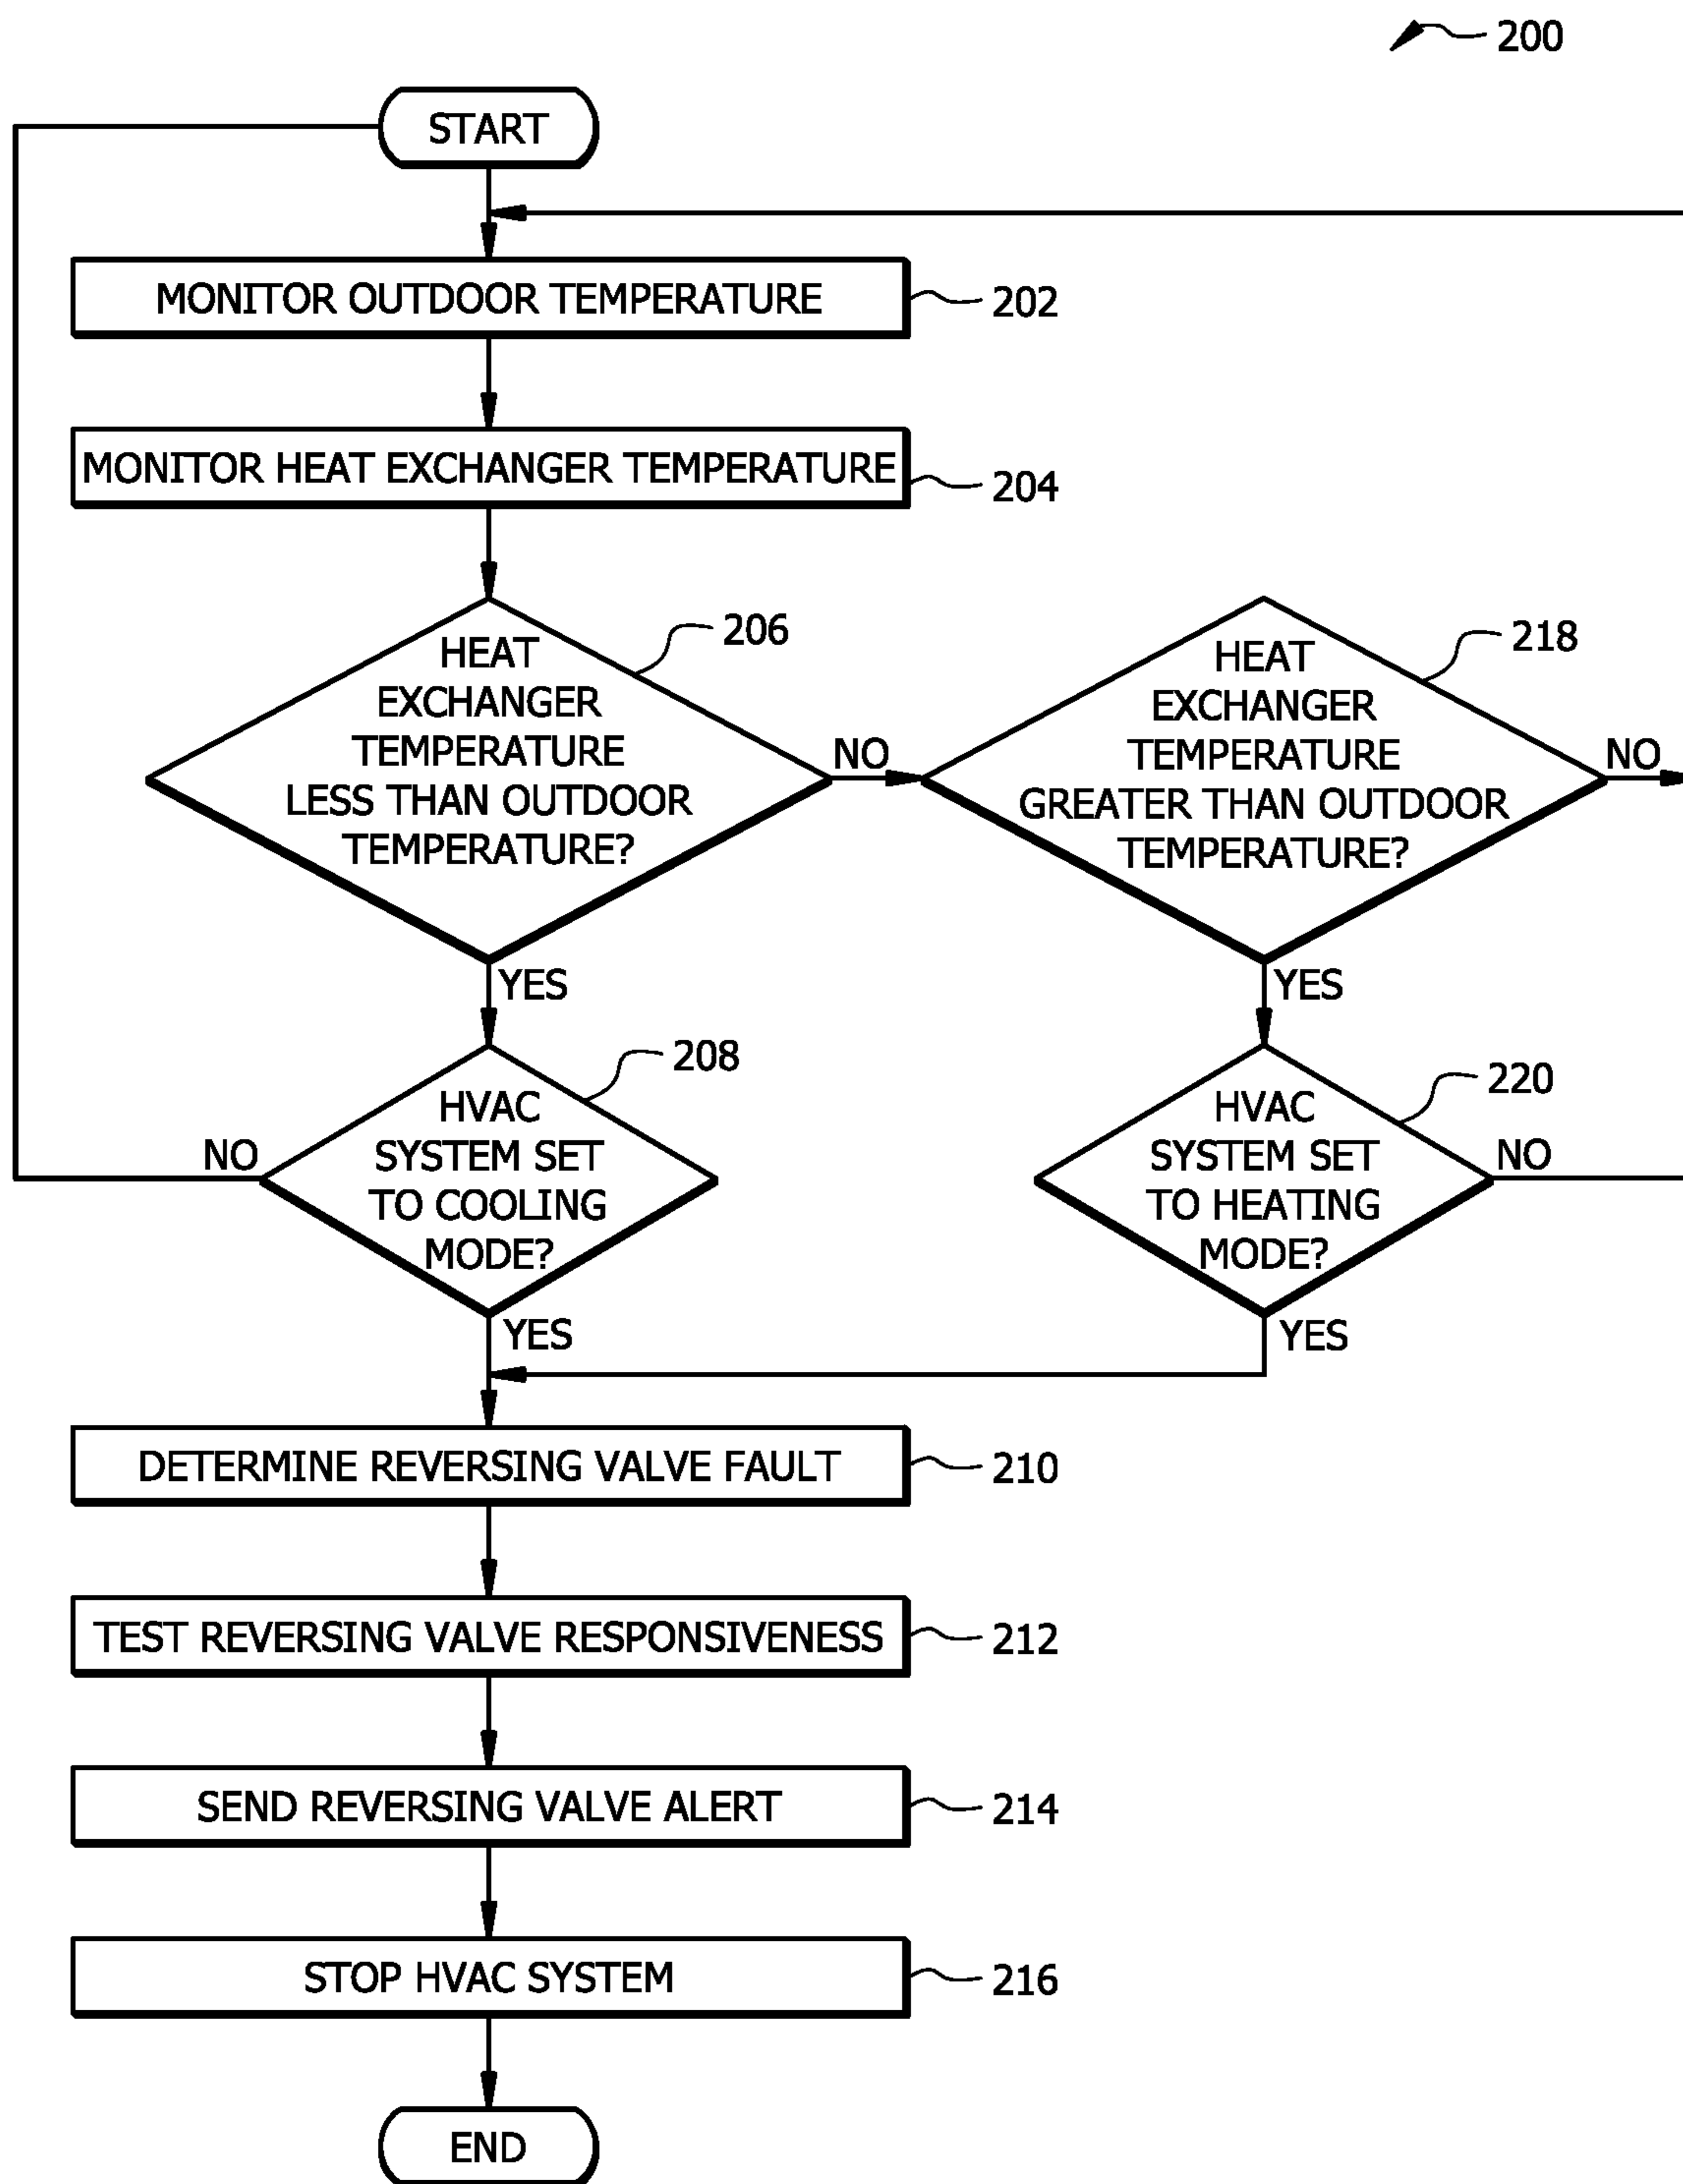 200
START
MONITOR OUTDOOR TEMPERATURE
202
MONITOR HEAT EXCHANGER TEMPERATURE
204
HEAT
EXCHANGER
TEMPERATURE
LESS THAN OUTDOOR
TEMPERATURE?
206
NO
YES
HEAT
EXCHANGER
TEMPERATURE
GREATER THAN OUTDOOR
TEMPERATURE?
218
NO
YES
HVAC
SYSTEM SET
TO COOLING
MODE?
208
NO
YES
HVAC
SYSTEM SET
TO HEATING
MODE?
220
NO
YES
DETERMINE REVERSING VALVE FAULT
210
TEST REVERSING VALVE RESPONSIVENESS
212
SEND REVERSING VALVE ALERT
214
STOP HVAC SYSTEM
216
END